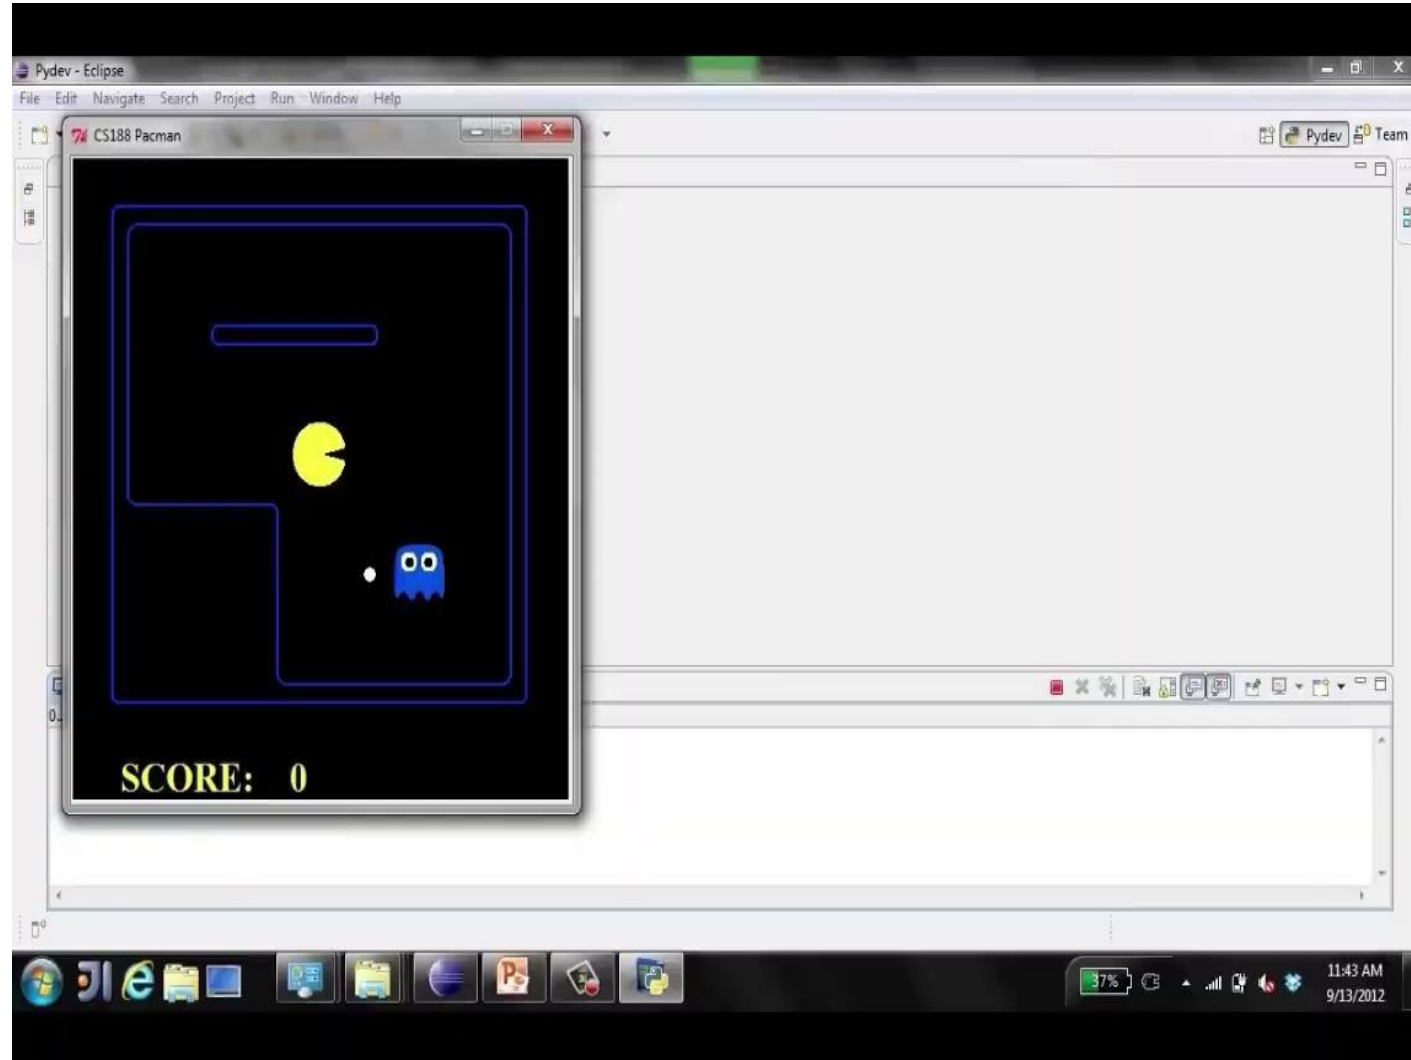 Pydev - Eclipse
File Edit Navigate Search Project Run Window Help
CS188 Pacman
Pydev Team
0.
SCORE: 0
37%
11:43 AM
9/13/2012